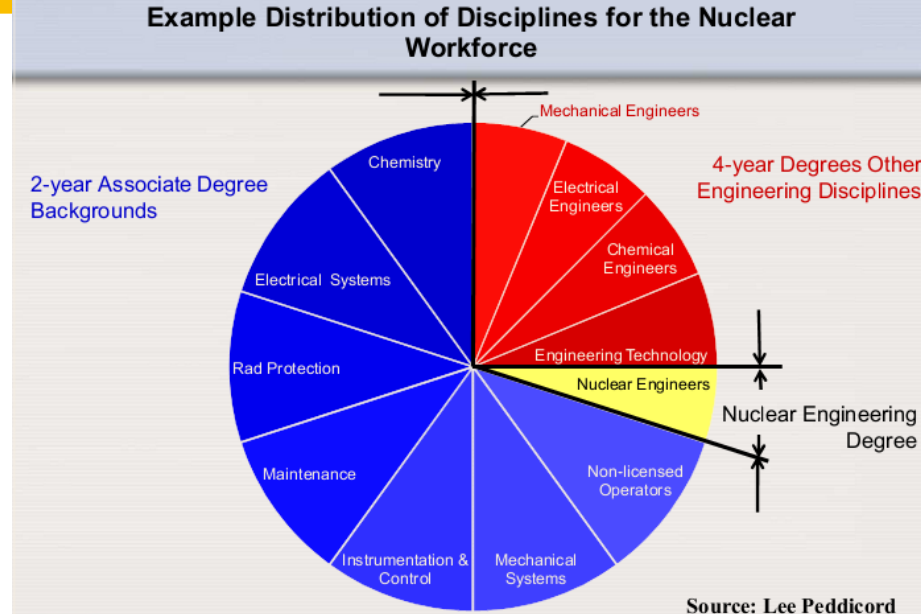 Example Distribution of Disciplines for the Nuclear
Workforce
Mechanical Engineers
Chemistry
4-year Degrees Other
Engineering Disciplines
2-year Associate Degree
Backgrounds
Electrical
Engineers
Chemical
Engineers
Electrical Systems
Engineering Technology
Rad Protection
Nuclear Engineers
Nuclear Engineering
Degree
Maintenance
Non-licensed
Operators
Instrumentation &
Control
Mechanical
Systems
Source: Lee Peddicord